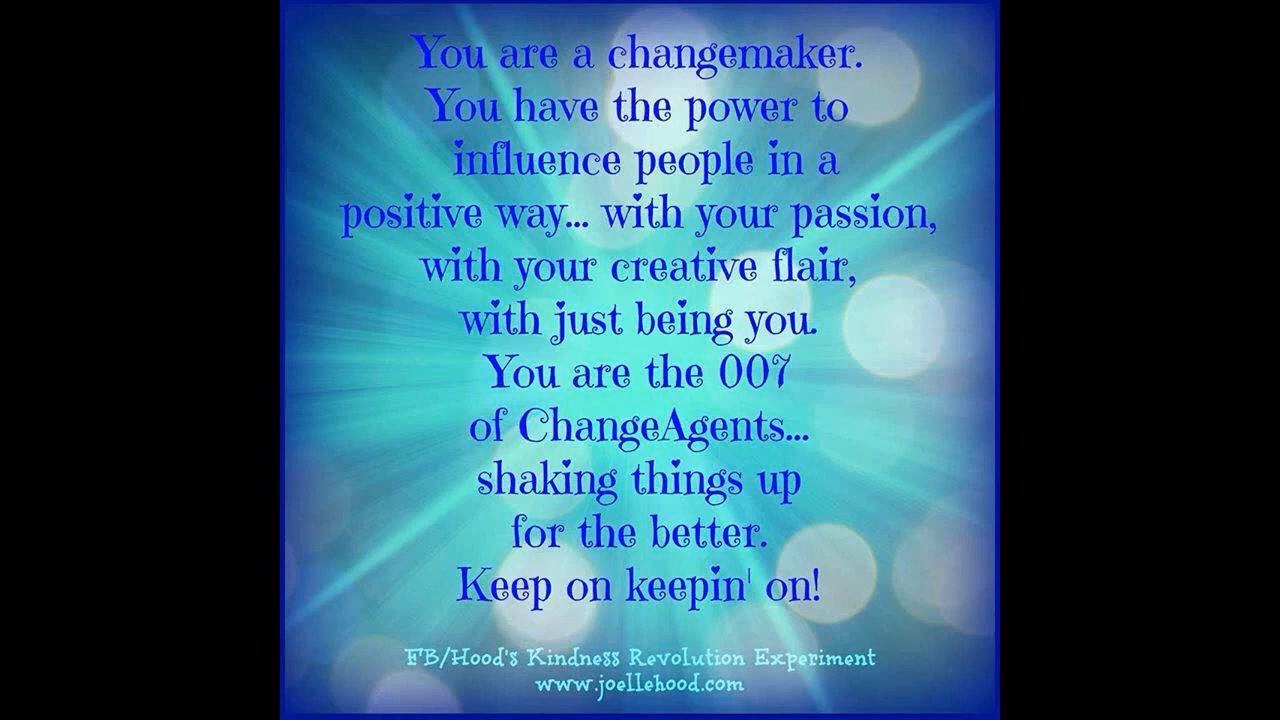 You are a changemaker.
You have the power to
influence people in a
positive way... with your passion,
with your creative flair,
with just being you.
You are the 007
of ChangeAgents...
shaking things up
for the better.
Keep on keepin' on!
FB/Hood's Kindness Revolution Experiment
www.joellehood.com